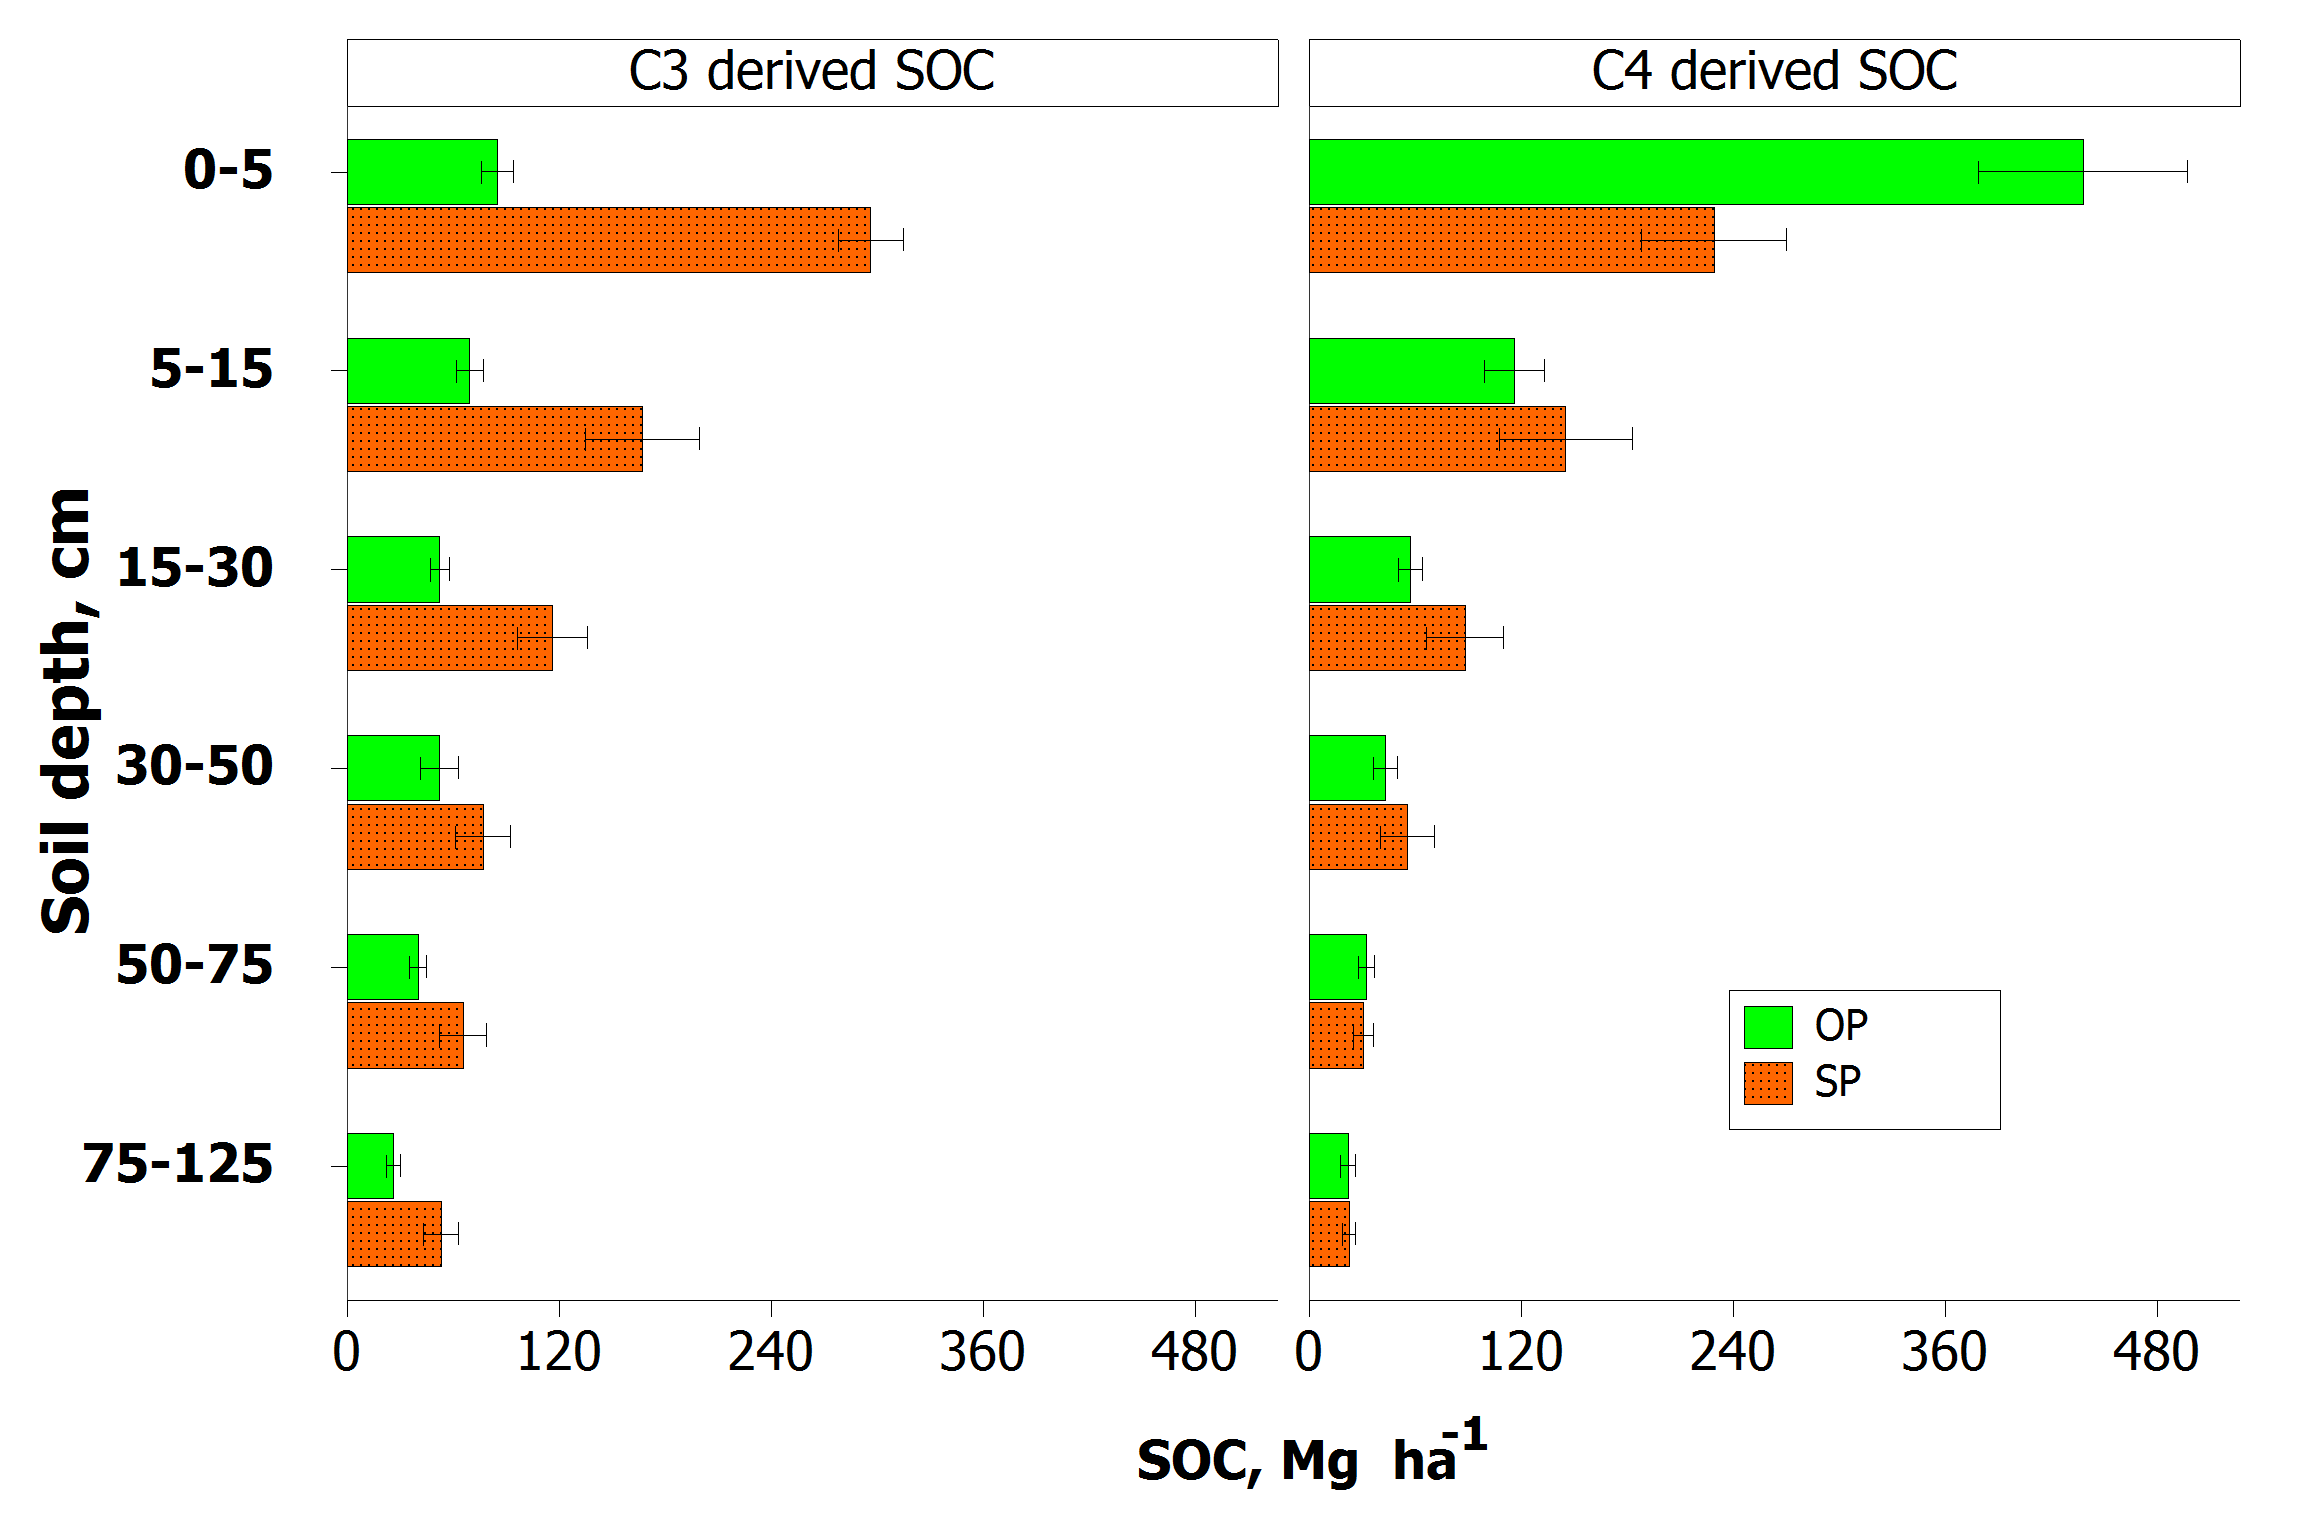 C3 derived SOC
C4 derived SOC
Soil depth, cm
0-5
5-15
15-30
30-50
50-75
75-125
OP
SP
0 120 240 360 480
0 120 240 360 480
SOC, Mg ha-1